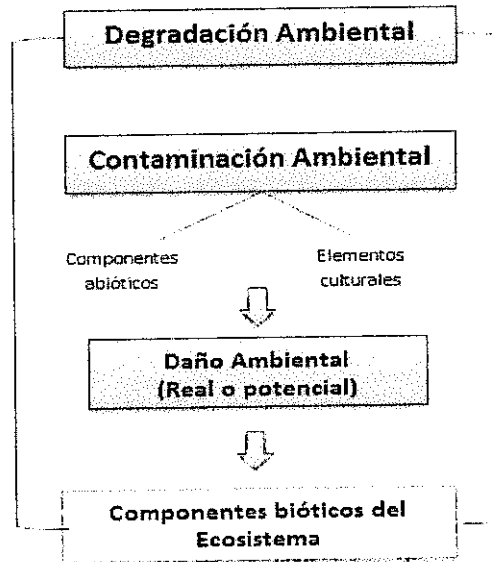 Degradación Ambiental
Contaminación Ambiental
Componentes
abióticos
Elementos
culturales
Daño Ambiental
(Real o potencial)
Componentes bióticos del
Ecosistema